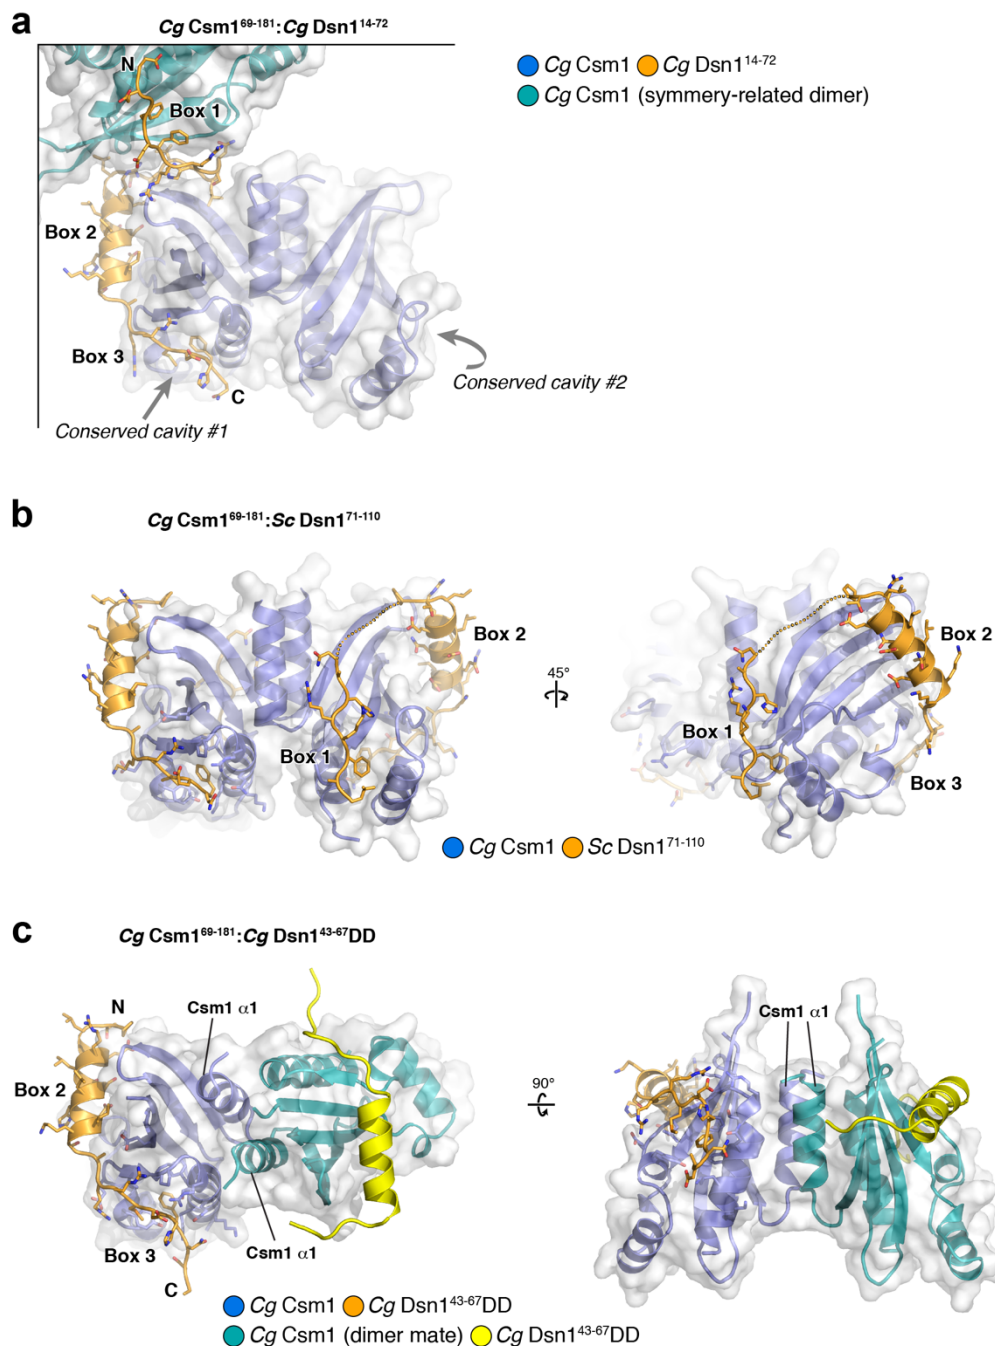 a
Cg Csm1⁶⁹⁻¹⁸¹:Cg Dsn1¹⁴⁻⁷²
Cg Csm1 Cg Dsn1¹⁴⁻⁷²
Cg Csm1 (symmery-related dimer)
N
Box 1
Box 2
Box 3
C
Conserved cavity #1
Conserved cavity #2
b
Cg Csm1⁶⁹⁻¹⁸¹:Sc Dsn1⁷¹⁻¹¹⁰
Box 2
Box 1
45°
Box 2
Box 1
Box 3
Cg Csm1 Sc Dsn1⁷¹⁻¹¹⁰
c
Cg Csm1⁶⁹⁻¹⁸¹:Cg Dsn1⁴³⁻⁶⁷DD
N
Csm1 α1
Box 2
Box 3
Csm1 α1
C
90°
Csm1 α1
Cg Csm1 Cg Dsn1⁴³⁻⁶⁷DD
Cg Csm1 (dimer mate) Cg Dsn1⁴³⁻⁶⁷DD